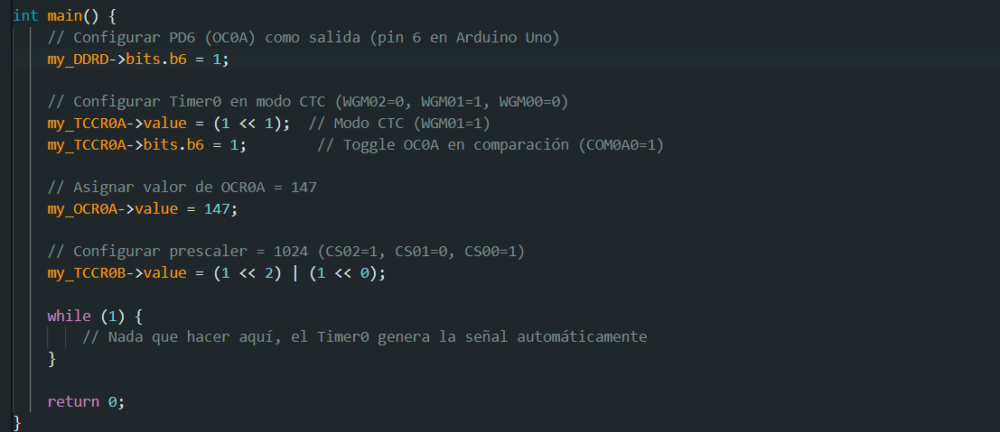 int main() {
// Configurar PD6 (OC0A) como salida (pin 6 en Arduino Uno)
my_DDRD->bits.b6 = 1;
// Configurar Timer0 en modo CTC (WGM02=0, WGM01=1, WGM00=0)
my_TCCR0A->value = (1 << 1);  // Modo CTC (WGM01=1)
my_TCCR0A->bits.b6 = 1;        // Toggle OC0A en comparación (COM0A0=1)
// Asignar valor de OCR0A = 147
my_OCR0A->value = 147;
// Configurar prescaler = 1024 (CS02=1, CS01=0, CS00=1)
my_TCCR0B->value = (1 << 2) | (1 << 0);
while (1) {
// Nada que hacer aquí, el Timer0 genera la señal automáticamente
}
return 0;
}